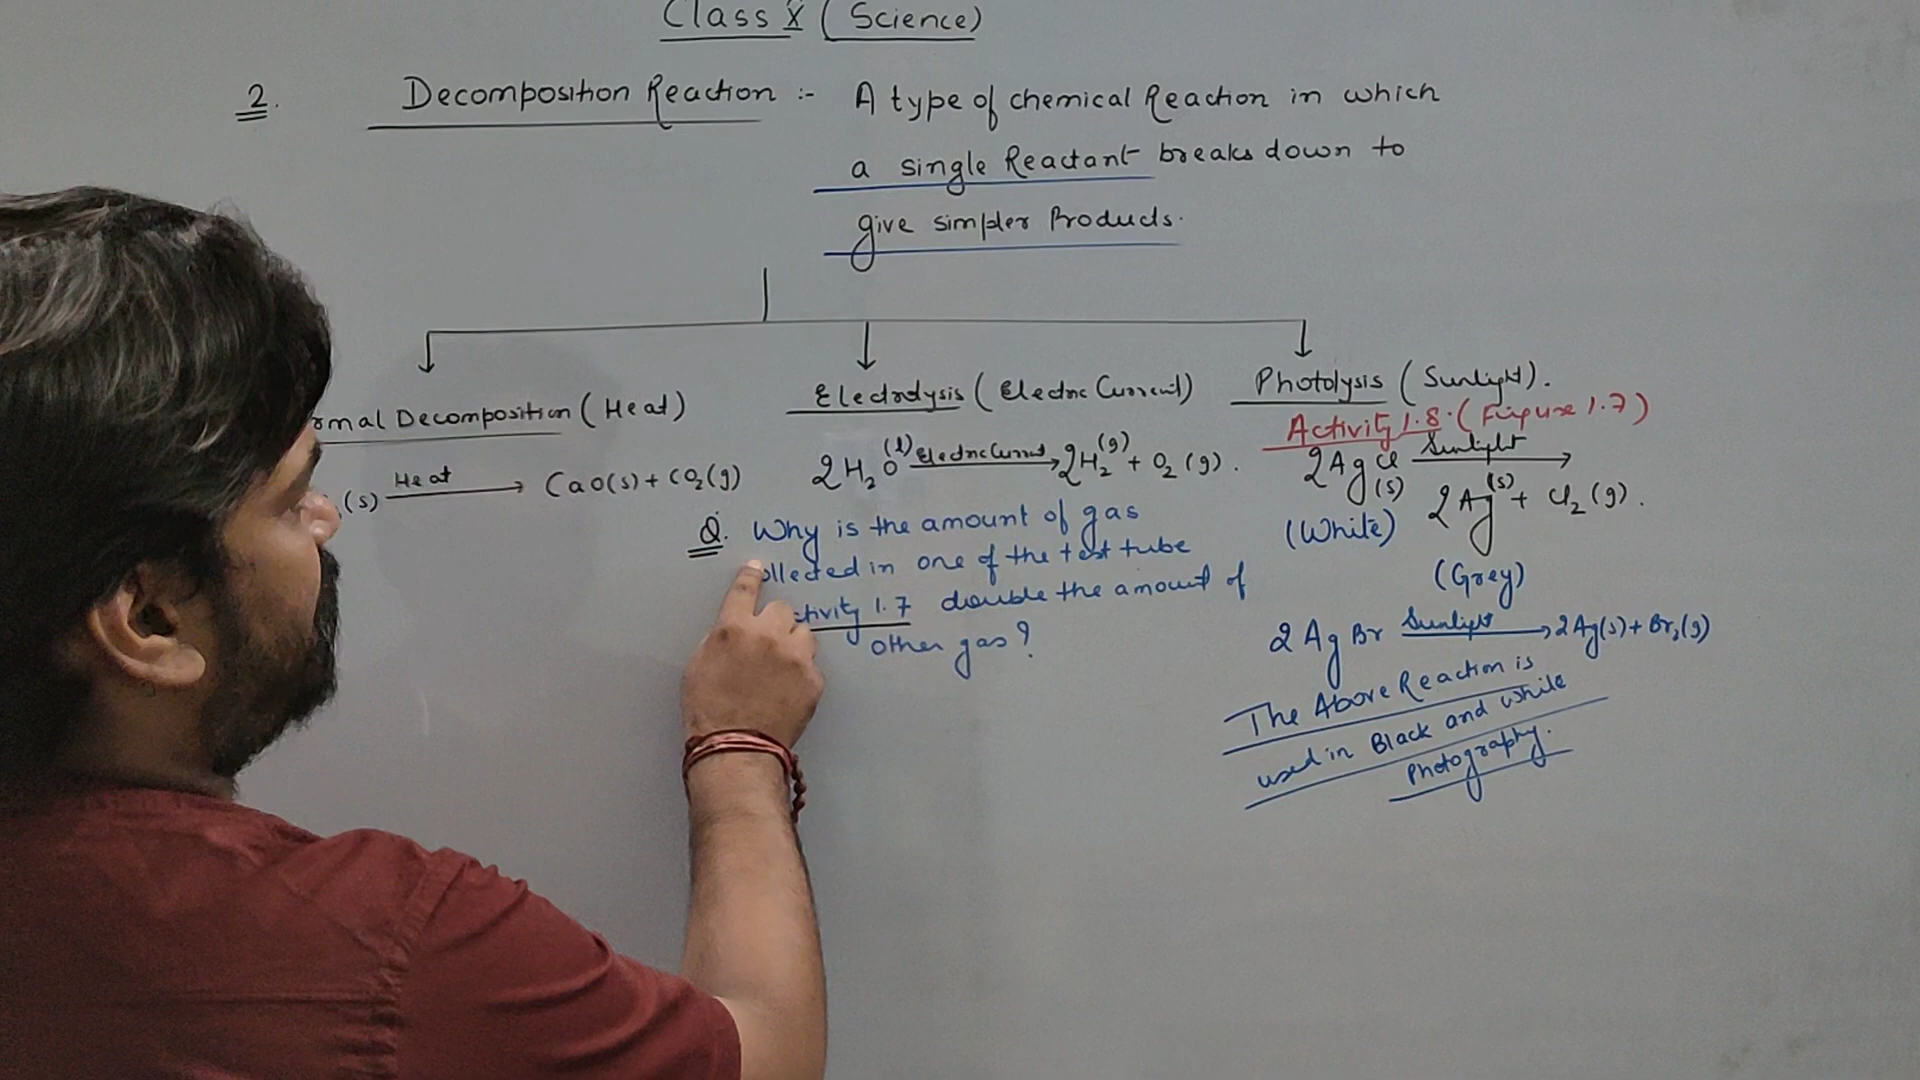 Class X (Science)
2. Decomposition Reaction :- A type of chemical Reaction in which
a single Reactant breaks down to
give simpler Products.
rmal Decomposition (Heat)
(s) Heat → CaO(s) + CO₂(g)
Electrolysis (Electric Current)
2H₂O (l) Electric Current → 2H₂ (g) + O₂ (g).
Q. Why is the amount of gas
ollected in one of the test tube
ctivity 1.7 double the amount of
other gas?
Photolysis (Sunlight).
Activity 1.8. (Figure 1.7)
2AgCl (s) Sunlight →
2Ag (s) + Cl₂ (g).
(White)
(Grey)
2AgBr Sunlight → 2Ag(s) + Br₂(g)
The Above Reaction is
used in Black and White
Photography.